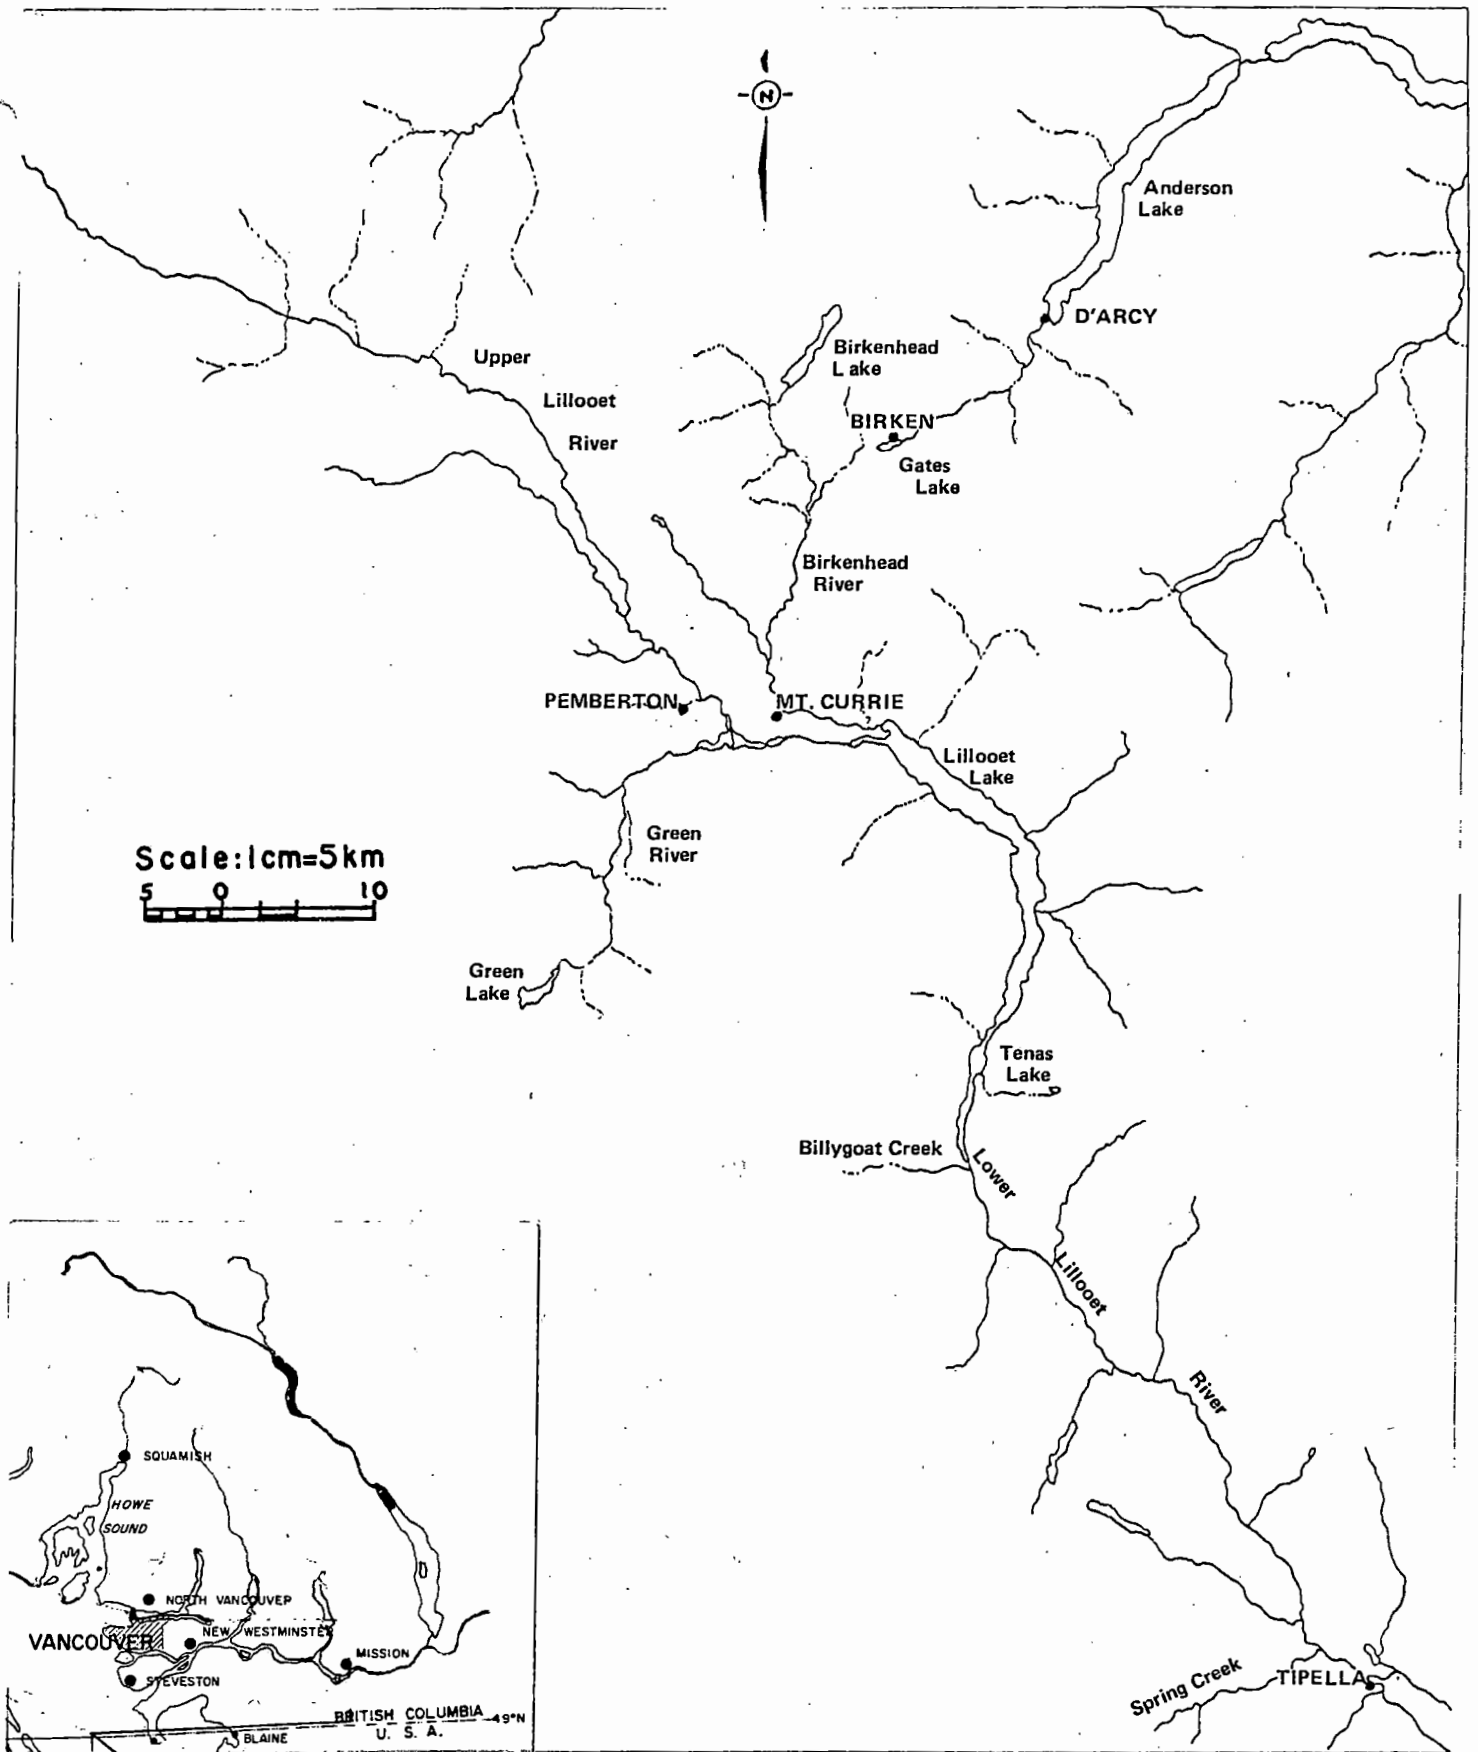 N
Anderson
Lake
D'ARCY
Upper
Lillooet
River
Birkenhead
Lake
BIRKEN
Gates
Lake
Birkenhead
River
PEMBERTON
MT. CURRIE
?
Lillooet
Lake
Green
River
Scale:1cm=5km
5 0 10
Green
Lake
Tenas
Lake
Billygoat Creek
Lower
Lillooet
River
Spring Creek
TIPELLA
SQUAMISH
HOWE
SOUND
NORTH VANCOUVER
VANCOUVER
NEW WESTMINSTER
MISSION
STEVESTON
BRITISH COLUMBIA 49°N
U. S. A.
BLAINE